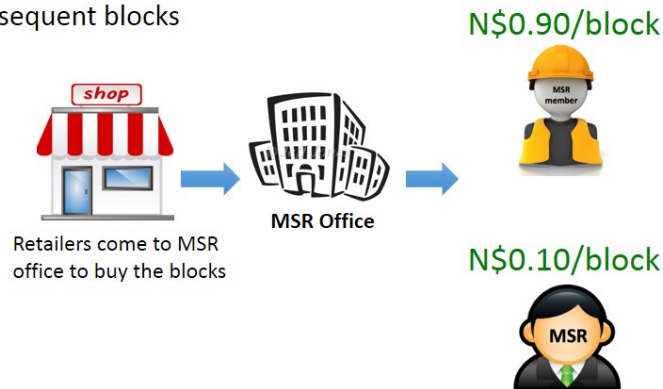 sequent blocks
N$0.90/block
shop
MSR
member
MSR Office
Retailers come to MSR
office to buy the blocks
N$0.10/block
MSR